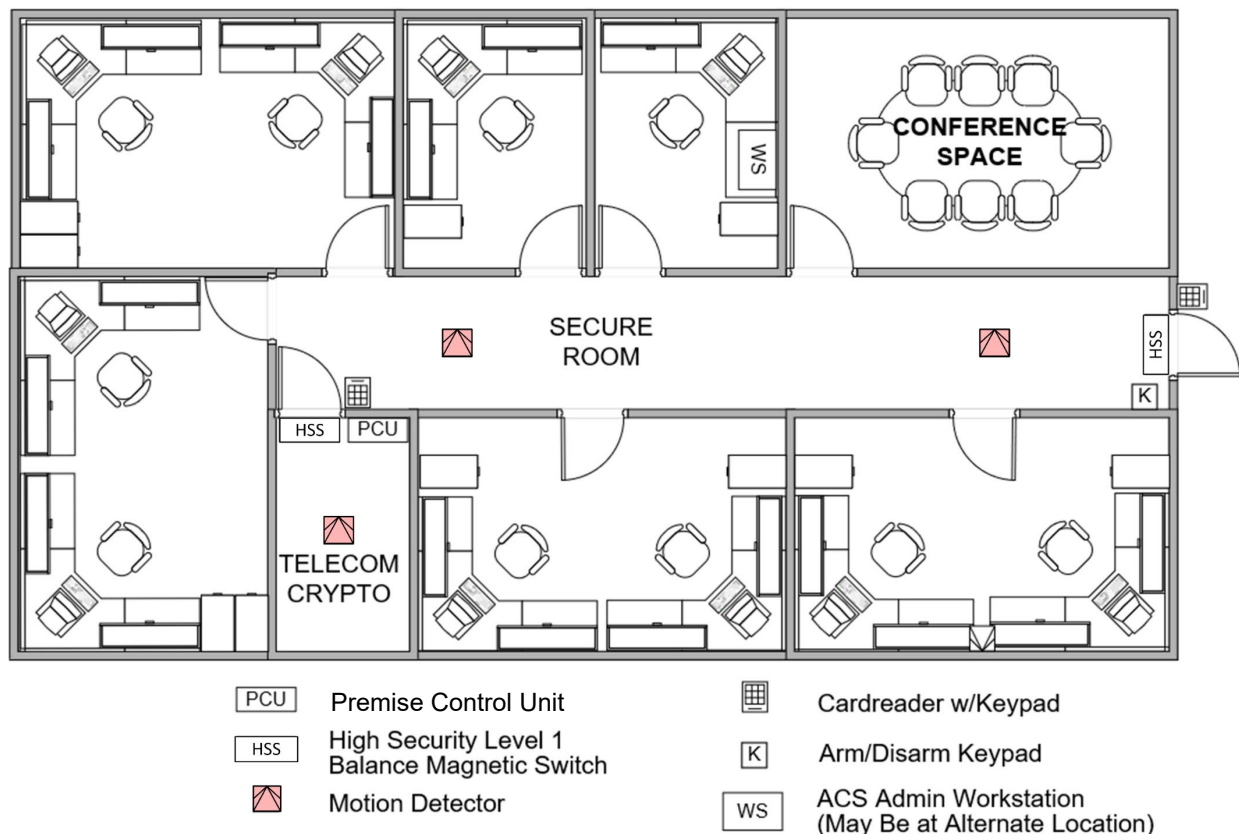 CONFERENCE
SPACE
WS
SECURE
ROOM
HSS
K
HSS
PCU
TELECOM
CRYPTO
PCU Premise Control Unit
Cardreader w/Keypad
HSS High Security Level 1
Balance Magnetic Switch
K Arm/Disarm Keypad
Motion Detector
WS ACS Admin Workstation
(May Be at Alternate Location)